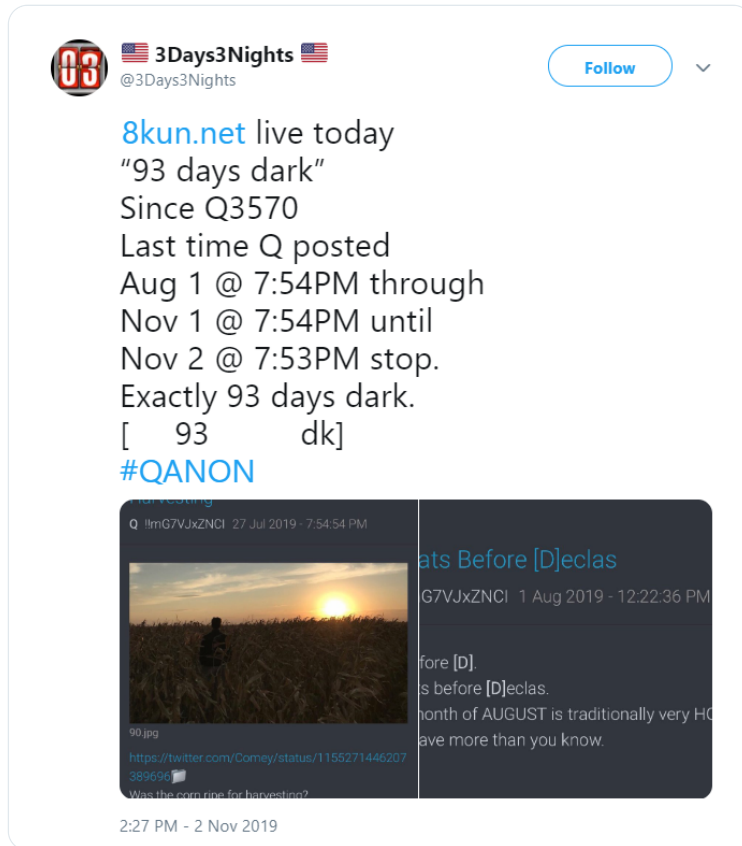 03
3Days3Nights
@3Days3Nights
Follow
8kun.net live today
“93 days dark”
Since Q3570
Last time Q posted
Aug 1 @ 7:54PM through
Nov 1 @ 7:54PM until
Nov 2 @ 7:53PM stop.
Exactly 93 days dark.
[ 93 dk]
#QANON
Harvesting
Q !!mG7VJxZNCI 27 Jul 2019 - 7:54:54 PM
90.jpg
https://twitter.com/Comey/status/1155271446207
389696
Was the corn ripe for harvesting?
ats Before [D]eclas
G7VJxZNCI 1 Aug 2019 - 12:22:36 PM
fore [D].
s before [D]eclas.
month of AUGUST is traditionally very HO
ave more than you know.
2:27 PM - 2 Nov 2019